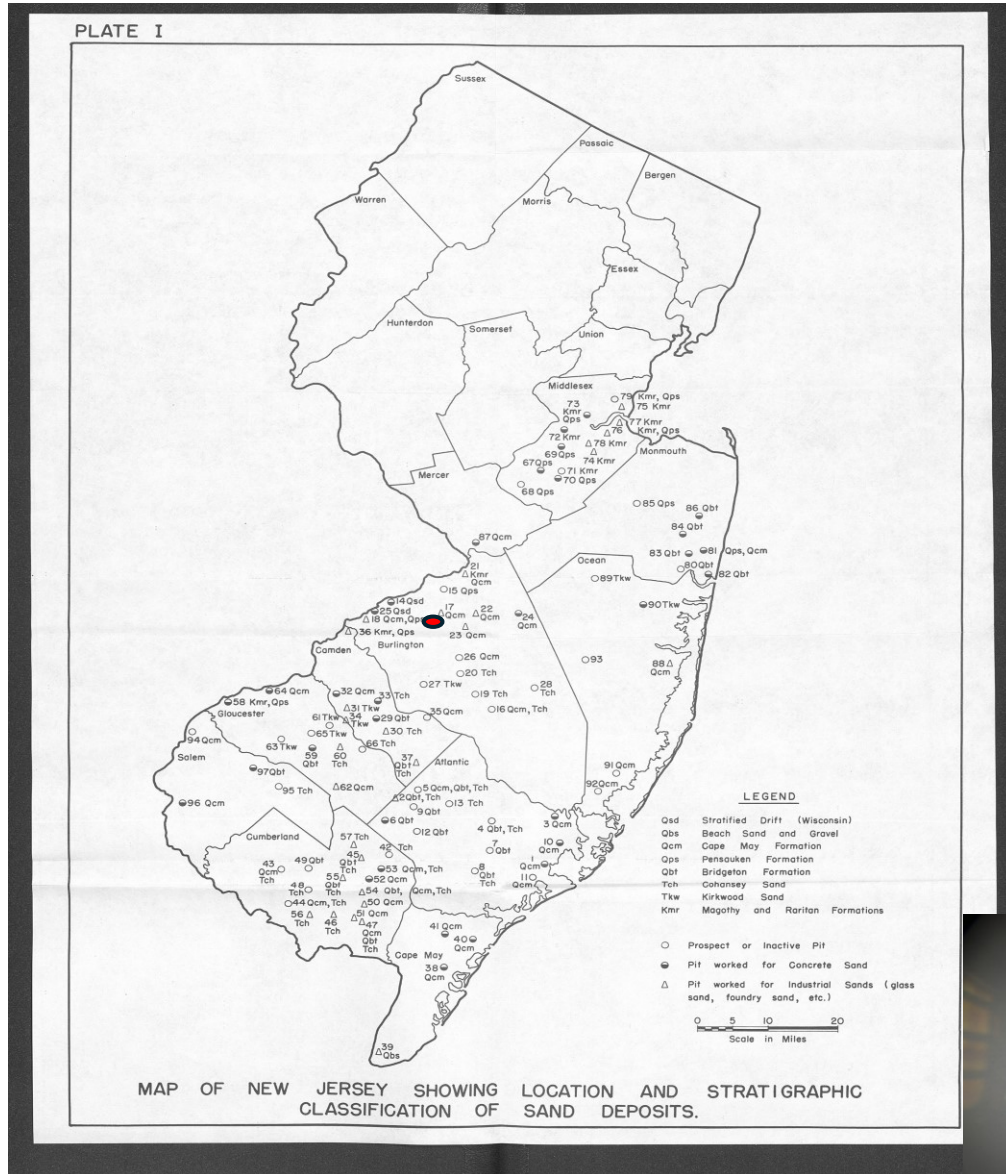 PLATE I
Sussex
Passaic
Bergen
Warren
Morris
Essex
Hunterdon
Somerset
Union
Middlesex
79 Kmr, Qps
75 Kmr
73
Kmr
Qps
77 Kmr
Kmr, Qps
76
72 Kmr
78 Kmr
69 Qps
74 Kmr
Monmouth
67 Qps
71 Kmr
70 Qps
68 Qps
Mercer
85 Qps
86 Qbt
84 Qbt
87 Qcm
83 Qbt
81 Qps, Qcm
80 Qbt
82 Qbt
Ocean
21
Kmr
Qcm
89 Tkw
15 Qps
14 Qsd
25 Qsd
90 Tkw
17
Qcm
22
Qcm
24
Qcm
18 Qcm, Qps
23 Qcm
36 Kmr, Qps
Burlington
Camden
26 Qcm
93
88
Qcm
20 Tch
27 Tkw
28
Tch
19 Tch
64 Qcm
32 Qcm
33 Tch
58 Kmr, Qps
31 Tkw
16 Qcm, Tch
Gloucester
34
Tkw
29 Qbt
35 Qcm
61 Tkw
65 Tkw
30 Tch
94 Qcm
63 Tkw
59
Qbt
60
Tch
66 Tch
Salem
37
Qbt
Tch
Atlantic
97 Qbt
91 Qcm
95 Tch
62 Qcm
5 Qcm, Qbt, Tch
92 Qcm
2 Qbt, Tch
13 Tch
96 Qcm
9 Qbt
6 Qbt
4 Qbt, Tch
3 Qcm
12 Qbt
Cumberland
57 Tch
7
Qbt
10
Qcm
45
Qbt
Tch
42
Tch
43
Qcm
Tch
49 Qbt
53 Qcm, Tch
8
Qbt
Tch
1
Qcm
55
Qbt
Tch
52 Qcm
11
Qcm
48
Tch
54 Qbt, Qcm, Tch
44 Qcm, Tch
50 Qcm
56
Tch
46
Tch
51 Qcm
47
Qcm
Qbt
Tch
41 Qcm
40
Qcm
Cape May
38
Qcm
39
Qbs
LEGEND
Qsd Stratified Drift (Wisconsin)
Qbs Beach Sand and Gravel
Qcm Cape May Formation
Qps Pensauken Formation
Qbt Bridgeton Formation
Tch Cohansey Sand
Tkw Kirkwood Sand
Kmr Magothy and Raritan Formations
Prospect or Inactive Pit
Pit worked for Concrete Sand
Pit worked for Industrial Sands (glass
sand, foundry sand, etc.)
0 5 10 20
Scale in Miles
MAP OF NEW JERSEY SHOWING LOCATION AND STRATIGRAPHIC
CLASSIFICATION OF SAND DEPOSITS.